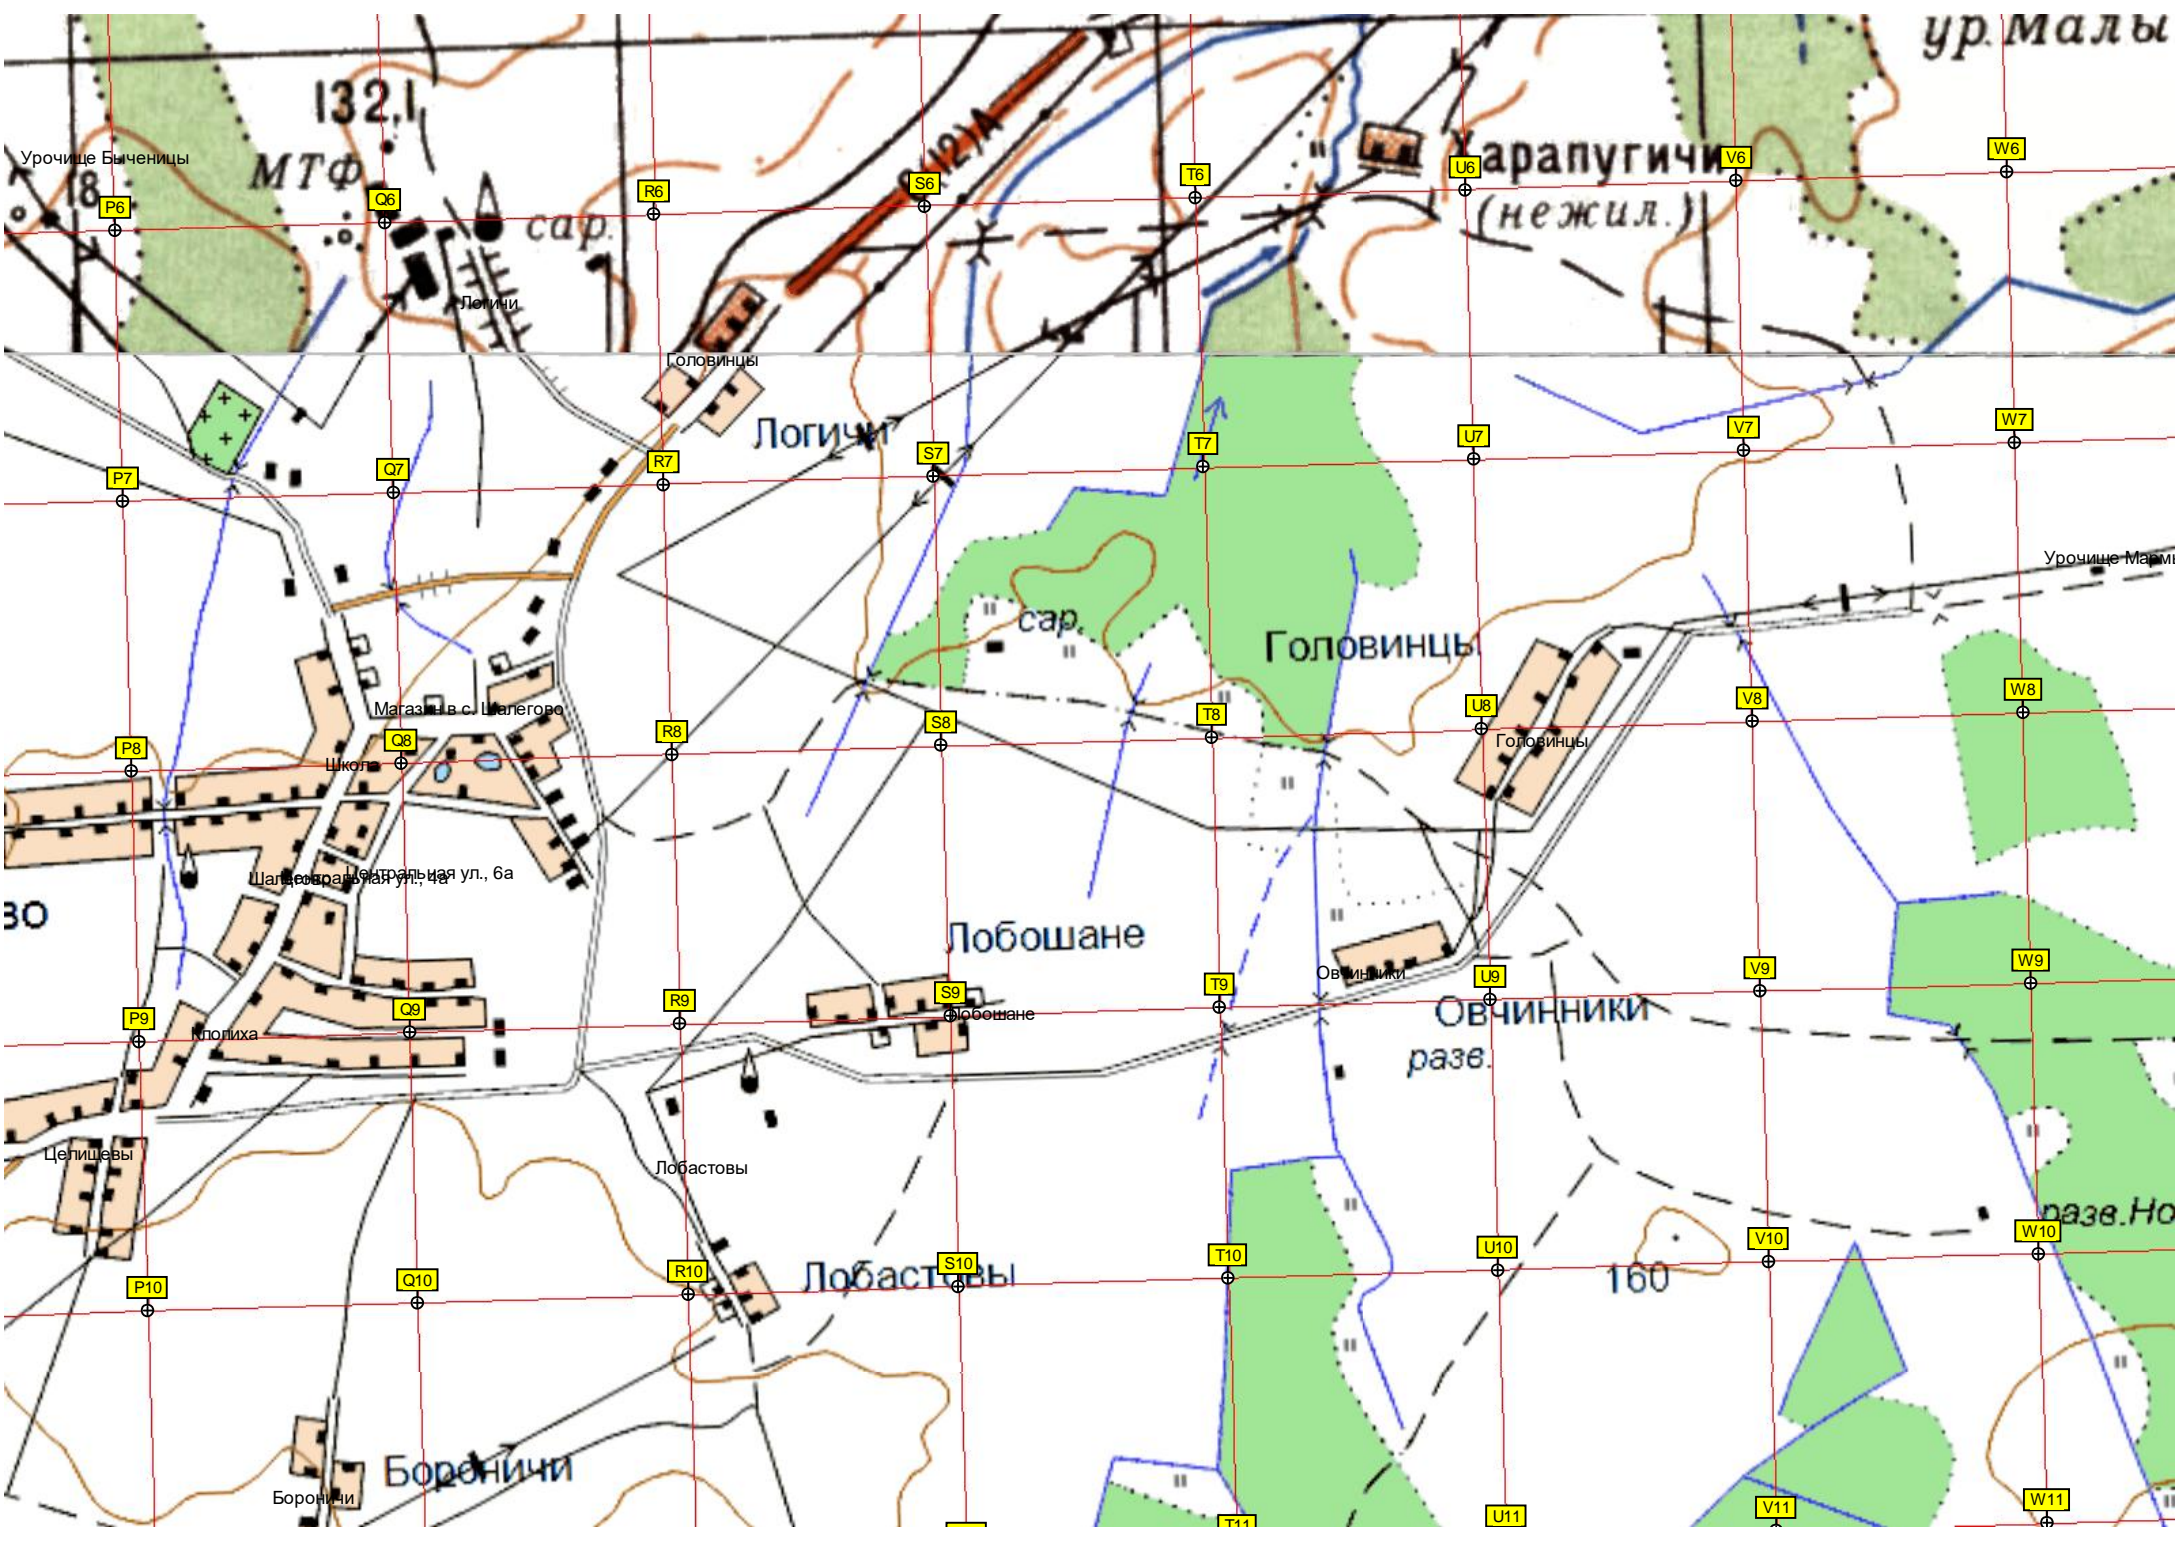 ур. Малы
132,1
Урочище Быченицы
МТФ
(12)А
Харапугичи
(нежил.)
18
P6
Q6
R6
S6
T6
U6
V6
W6
сар.
Логичи
Головинцы
Логичи
P7
Q7
R7
S7
T7
U7
V7
W7
Урочище Марм
сар.
Головинцы
Магазин в с. Шалегово
P8
Q8
R8
S8
T8
U8
V8
W8
Школа
Головинцы
Центральная ул., 6а
во
Лобошане
Овчинники
P9
Q9
R9
S9
T9
U9
V9
W9
Клопиха
Лобошане
Овчинники
разв.
Целищевы
Лобастовы
разв.Но
P10
Q10
R10
S10
T10
U10
V10
W10
Лобастовы
160
Бороничи
Бороничи
T11
U11
V11
W11